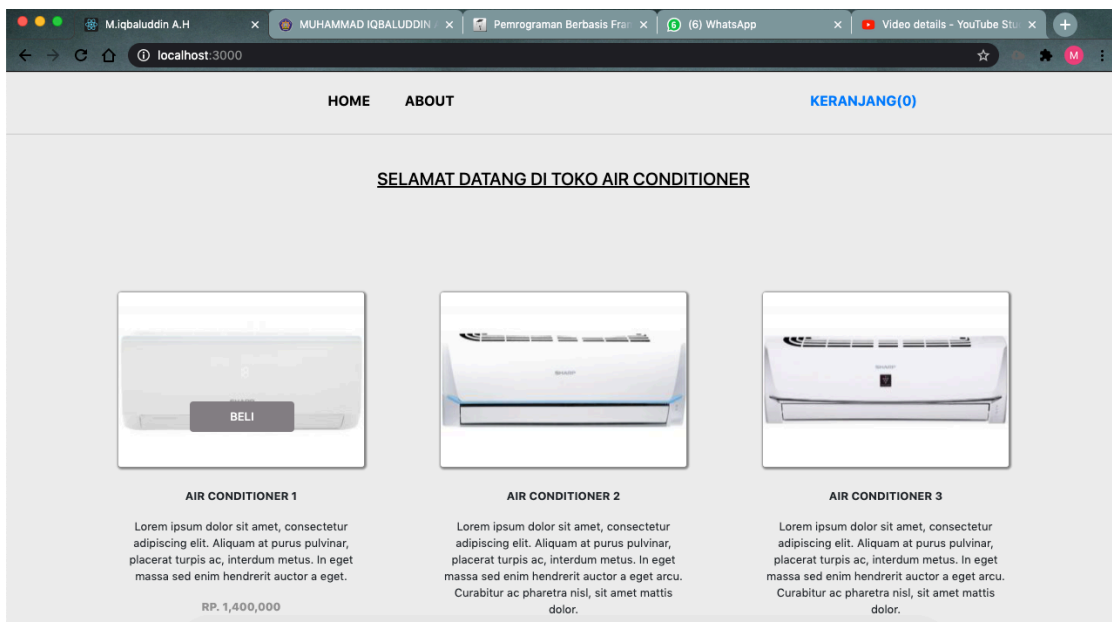 M.iqbaluddin A.H
MUHAMMAD IQBALUDDIN
Pemrograman Berbasis Fra
(6) WhatsApp
Video details - YouTube Stu
localhost:3000
M
HOME ABOUT KERANJANG(0)
SELAMAT DATANG DI TOKO AIR CONDITIONER
BELI
SHARP
SHARP
AIR CONDITIONER 1
Lorem ipsum dolor sit amet, consectetur
adipiscing elit. Aliquam at purus pulvinar,
placerat turpis ac, interdum metus. In eget
massa sed enim hendrerit auctor a eget.
RP. 1,400,000
AIR CONDITIONER 2
Lorem ipsum dolor sit amet, consectetur
adipiscing elit. Aliquam at purus pulvinar,
placerat turpis ac, interdum metus. In eget
massa sed enim hendrerit auctor a eget arcu.
Curabitur ac pharetra nisl, sit amet mattis
dolor.
AIR CONDITIONER 3
Lorem ipsum dolor sit amet, consectetur
adipiscing elit. Aliquam at purus pulvinar,
placerat turpis ac, interdum metus. In eget
massa sed enim hendrerit auctor a eget arcu.
Curabitur ac pharetra nisl, sit amet mattis
dolor.